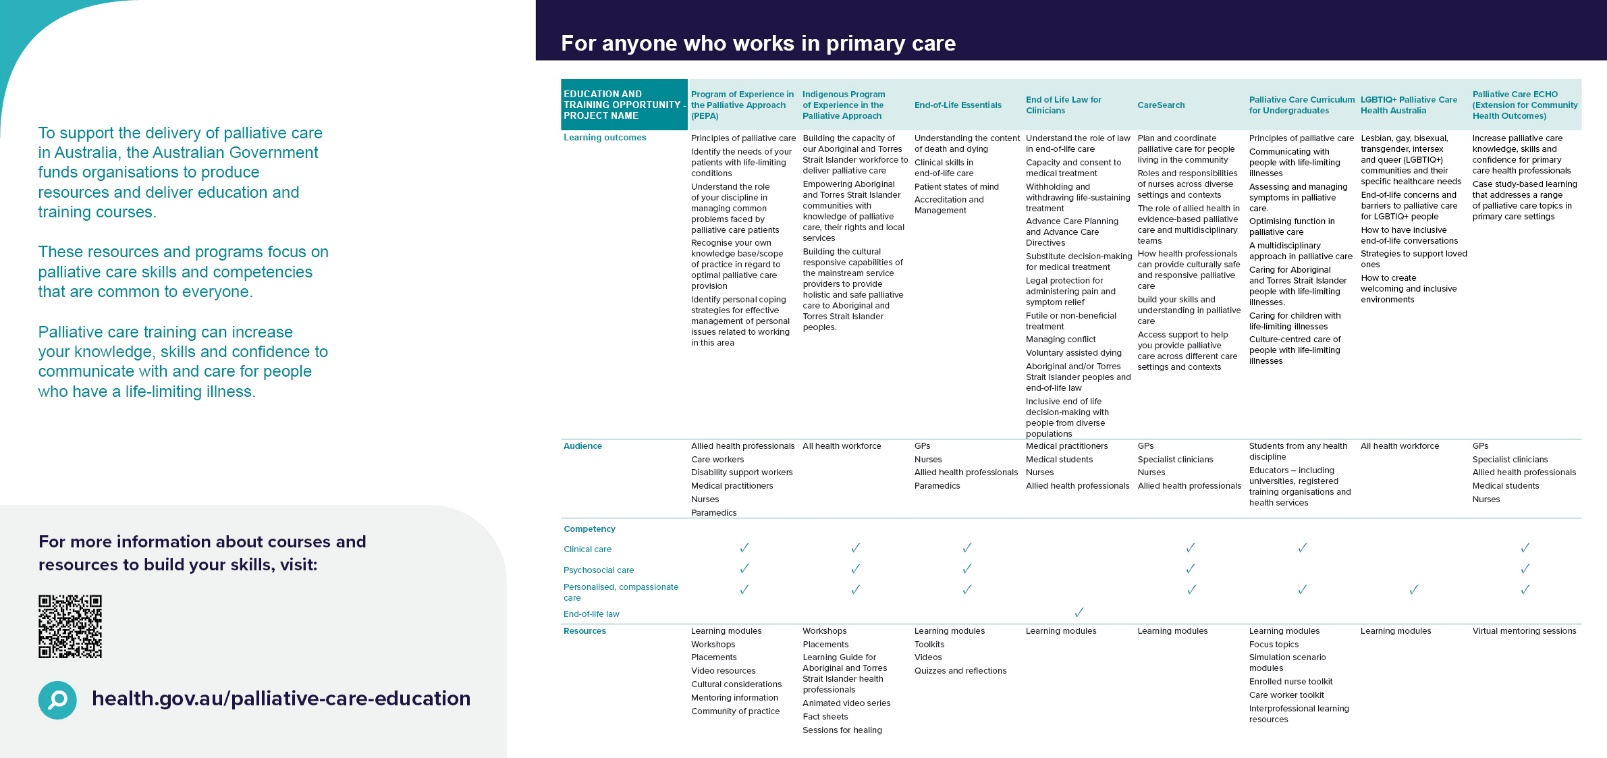 To support the delivery of palliative care
in Australia, the Australian Government
funds organisations to produce
resources and deliver education and
training courses.
These resources and programs focus on
palliative care skills and competencies
that are common to everyone.
Palliative care training can increase
your knowledge, skills and confidence to
communicate with and care for people
who have a life-limiting illness.
For more information about courses and
resources to build your skills, visit:
health.gov.au/palliative-care-education
For anyone who works in primary care
EDUCATION AND
TRAINING OPPORTUNITY -
PROJECT NAME
Program of Experience in
the Palliative Approach
(PEPA)
Indigenous Program
of Experience in the
Palliative Approach
End-of-Life Essentials
End of Life Law for
Clinicians
CareSearch
Palliative Care Curriculum
for Undergraduates
LGBTIQ+ Palliative Care
Health Australia
Palliative Care ECHO
(Extension for Community
Health Outcomes)
Learning outcomes
Principles of palliative care
Identify the needs of your
patients with life-limiting
conditions
Understand the role
of your discipline in
managing common
problems faced by
palliative care patients
Recognise your own
knowledge base/scope
of practice in regard to
optimal palliative care
provision
Identify personal coping
strategies for effective
management of personal
issues related to working
in this area
Building the capacity of
our Aboriginal and Torres
Strait Islander workforce to
deliver palliative care
Empowering Aboriginal
and Torres Strait Islander
communities with
knowledge of palliative
care, their rights and local
services
Building the cultural
responsive capabilities of
the mainstream service
providers to provide
holistic and safe palliative
care to Aboriginal and
Torres Strait Islander
peoples.
Understanding the content
of death and dying
Clinical skills in
end-of-life care
Patient states of mind
Accreditation and
Management
Understand the role of law
in end-of-life care
Capacity and consent to
medical treatment
Withholding and
withdrawing life-sustaining
treatment
Advance Care Planning
and Advance Care
Directives
Substitute decision-making
for medical treatment
Legal protection for
administering pain and
symptom relief
Futile or non-beneficial
treatment
Managing conflict
Voluntary assisted dying
Aboriginal and/or Torres
Strait Islander peoples and
end-of-life law
Inclusive end of life
decision-making with
people from diverse
populations
Plan and coordinate
palliative care for people
living in the community
Roles and responsibilities
of nurses across diverse
settings and contexts
The role of allied health in
evidence-based palliative
care and multidisciplinary
teams
How health professionals
can provide culturally safe
and responsive palliative
care
build your skills and
understanding in palliative
care
Access support to help
you provide palliative
care across different care
settings and contexts
Principles of palliative care
Communicating with
people with life-limiting
illnesses
Assessing and managing
symptoms in palliative
care.
Optimising function in
palliative care
A multidisciplinary
approach in palliative care
Caring for Aboriginal
and Torres Strait Islander
people with life-limiting
illnesses.
Caring for children with
life-limiting illnesses
Culture-centred care of
people with life-limiting
illnesses
Lesbian, gay, bisexual,
transgender, intersex
and queer (LGBTIQ+)
communities and their
specific healthcare needs
End-of-life concerns and
barriers to palliative care
for LGBTIQ+ people
How to have inclusive
end-of-life conversations
Strategies to support loved
ones
How to create
welcoming and inclusive
environments
Increase palliative care
knowledge, skills and
confidence for primary
care health professionals
Case study-based learning
that addresses a range
of palliative care topics in
primary care settings
Audience
Allied health professionals
Care workers
Disability support workers
Medical practitioners
Nurses
Paramedics
All health workforce
GPs
Nurses
Allied health professionals
Paramedics
Medical practitioners
Medical students
Nurses
Allied health professionals
GPs
Specialist clinicians
Nurses
Allied health professionals
Students from any health
discipline
Educators – including
universities, registered
training organisations and
health services
All health workforce
GPs
Specialist clinicians
Allied health professionals
Medical students
Nurses
Competency
Clinical care ✓ ✓ ✓ ✓ ✓ ✓
Psychosocial care ✓ ✓ ✓ ✓ ✓
Personalised, compassionate
care ✓ ✓ ✓ ✓ ✓ ✓ ✓
End-of-life law ✓
Resources
Learning modules
Workshops
Placements
Video resources
Cultural considerations
Mentoring information
Community of practice
Workshops
Placements
Learning Guide for
Aboriginal and Torres
Strait Islander health
professionals
Animated video series
Fact sheets
Sessions for healing
Learning modules
Toolkits
Videos
Quizzes and reflections
Learning modules
Learning modules
Learning modules
Focus topics
Simulation scenario
modules
Enrolled nurse toolkit
Care worker toolkit
Interprofessional learning
resources
Learning modules
Virtual mentoring sessions